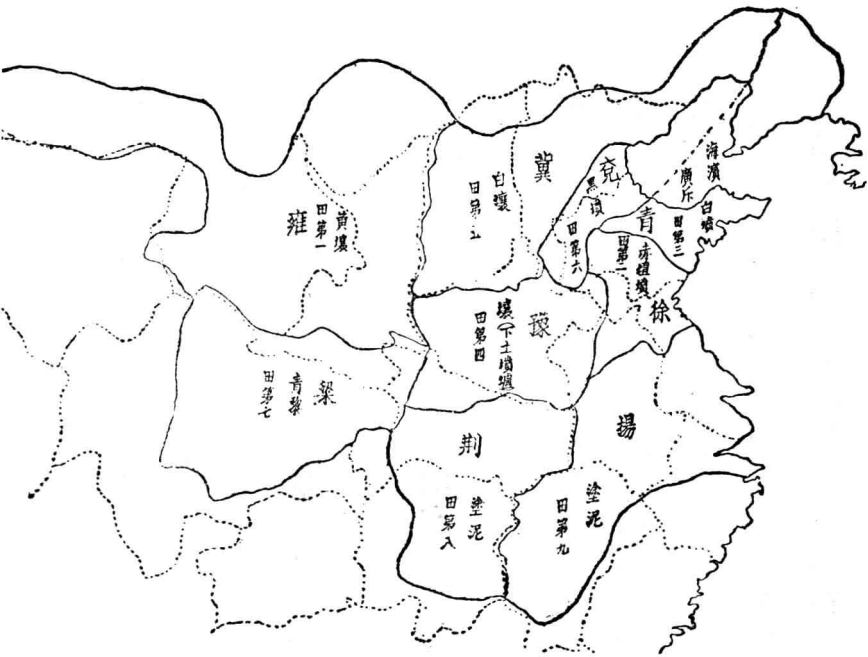 冀
白壤
田第五
兗
黑墳
田第六
海濱
廣斥
青
白墳
田第三
徐
赤埴墳
田第二
雍
黄壤
田第一
豫
壤(下土墳壚
田第四
梁
青黎
田第七
荆
塗泥
田第八
揚
塗泥
田第九